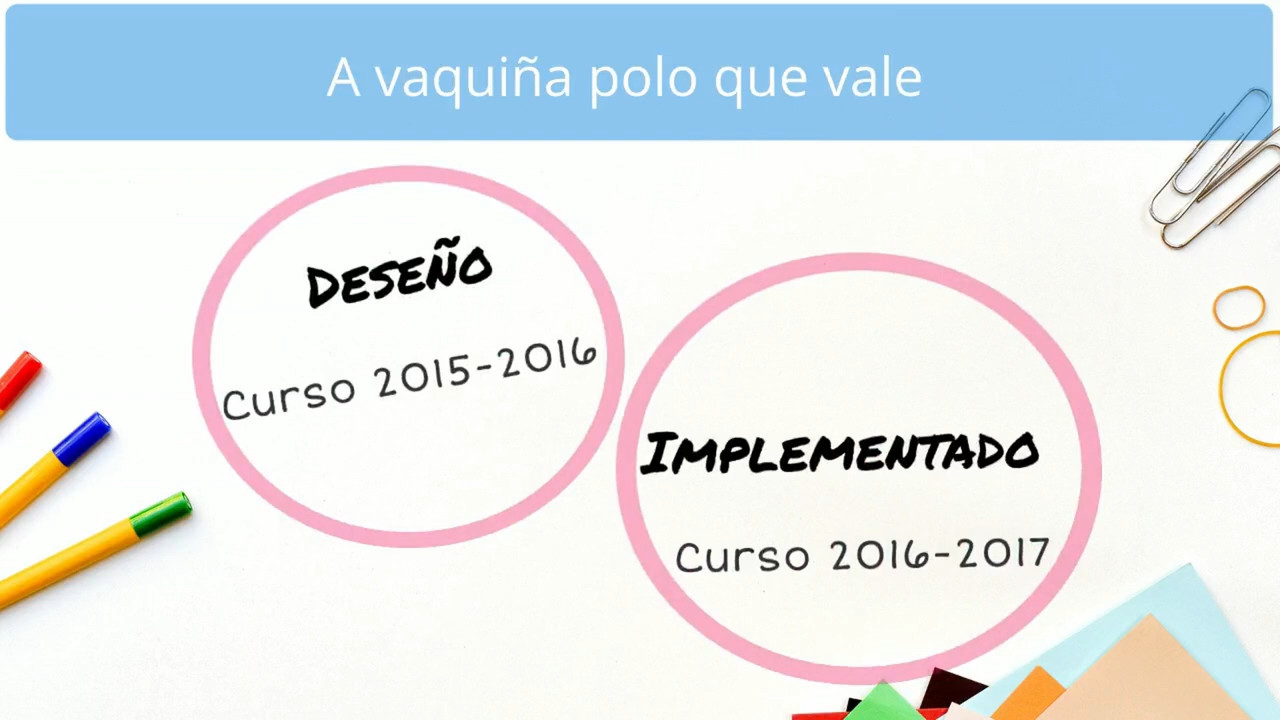 A vaquiña polo que vale
DESEÑO
Curso 2015-2016
IMPLEMENTADO
Curso 2016-2017